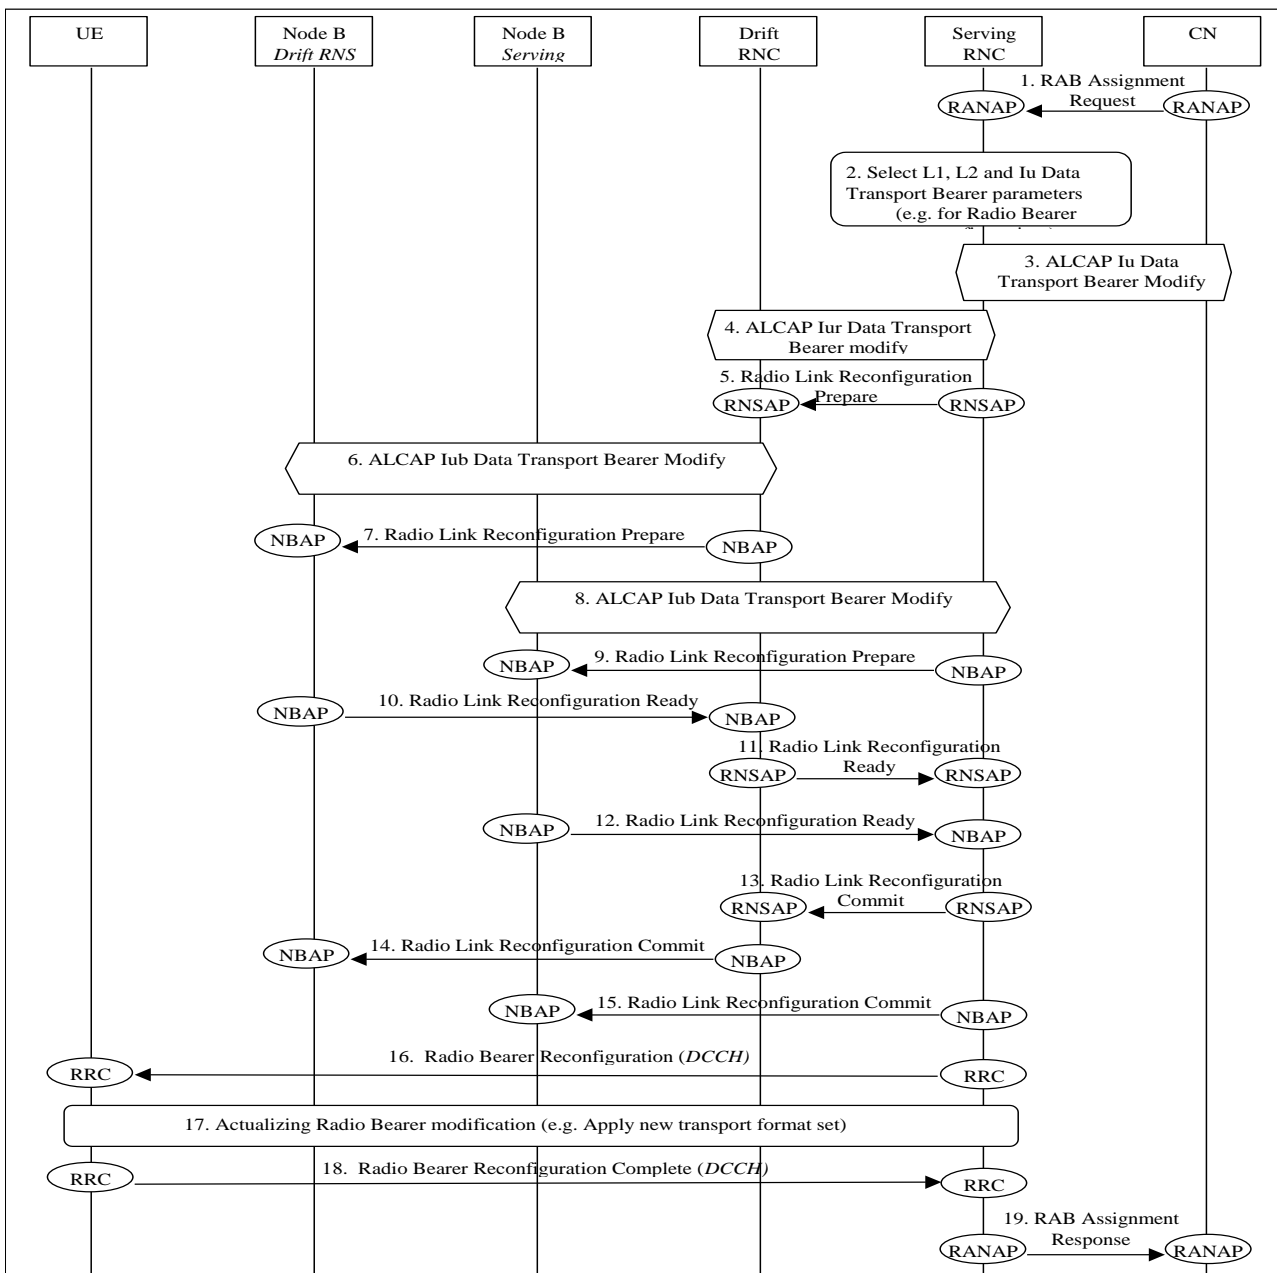 UE
Node B
Drift RNS
Node B
Serving
Drift
RNC
Serving
RNC
CN
1. RAB Assignment
Request
RANAP
RANAP
2. Select L1, L2 and Iu Data
Transport Bearer parameters
(e.g. for Radio Bearer
3. ALCAP Iu Data
Transport Bearer Modify
4. ALCAP Iur Data Transport
Bearer modify
5. Radio Link Reconfiguration
Prepare
RNSAP
RNSAP
6. ALCAP Iub Data Transport Bearer Modify
7. Radio Link Reconfiguration Prepare
NBAP
NBAP
8. ALCAP Iub Data Transport Bearer Modify
9. Radio Link Reconfiguration Prepare
NBAP
NBAP
10. Radio Link Reconfiguration Ready
NBAP
NBAP
11. Radio Link Reconfiguration
Ready
RNSAP
RNSAP
12. Radio Link Reconfiguration Ready
NBAP
NBAP
13. Radio Link Reconfiguration
Commit
RNSAP
RNSAP
14. Radio Link Reconfiguration Commit
NBAP
NBAP
15. Radio Link Reconfiguration Commit
NBAP
NBAP
16. Radio Bearer Reconfiguration (DCCH)
RRC
RRC
17. Actualizing Radio Bearer modification (e.g. Apply new transport format set)
18. Radio Bearer Reconfiguration Complete (DCCH)
RRC
RRC
19. RAB Assignment
Response
RANAP
RANAP